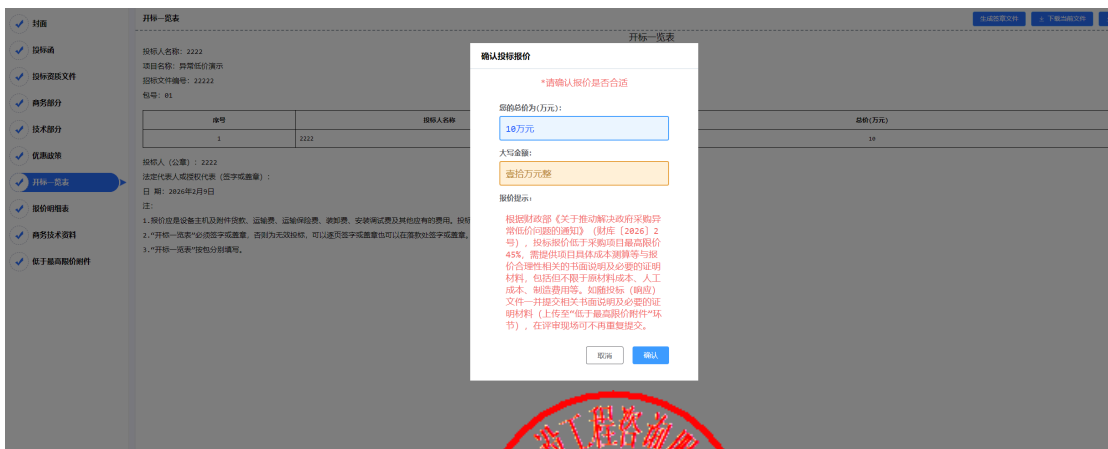 封面
投标函
投标资质文件
商务部分
技术部分
优惠政策
开标一览表
报价明细表
商务技术资料
低于最高限价附件
开标一览表
生成签章文件
下载当前文件
开标一览表
投标人名称: 2222
项目名称: 异常低价演示
招标文件编号: 22222
包号: 01
序号 投标人名称 总价(万元)
1 2222 10
投标人（公章）: 2222
法定代表人或授权代表（签字或盖章）:
日 期: 2026年2月9日
注:
1.报价应是设备主机及附件货款、运输费、运输保险费、装卸费、安装调试费及其他应有的费用。投标
2."开标一览表"必须签字或盖章，否则为无效投标、可以逐页签字或盖章也可以在落款处签字或盖章。
3."开标一览表"按包分别填写。
确认投标报价
*请确认报价是否合适
您的总价为(万元):
10万元
大写金额:
壹拾万元整
报价提示:
根据财政部《关于推动解决政府采购异
常低价问题的通知》（财库〔2026〕2
号），投标报价低于采购项目最高限价
45%，需提供项目具体成本测算等与报
价合理性相关的书面说明及必要的证明
材料，包括但不限于原材料成本、人工
成本、制造费用等。如随投标（响应）
文件一并提交相关书面说明及必要的证
明材料（上传至"低于最高限价附件"环
节），在评审现场可不再重复提交。
取消
确认
工程咨询